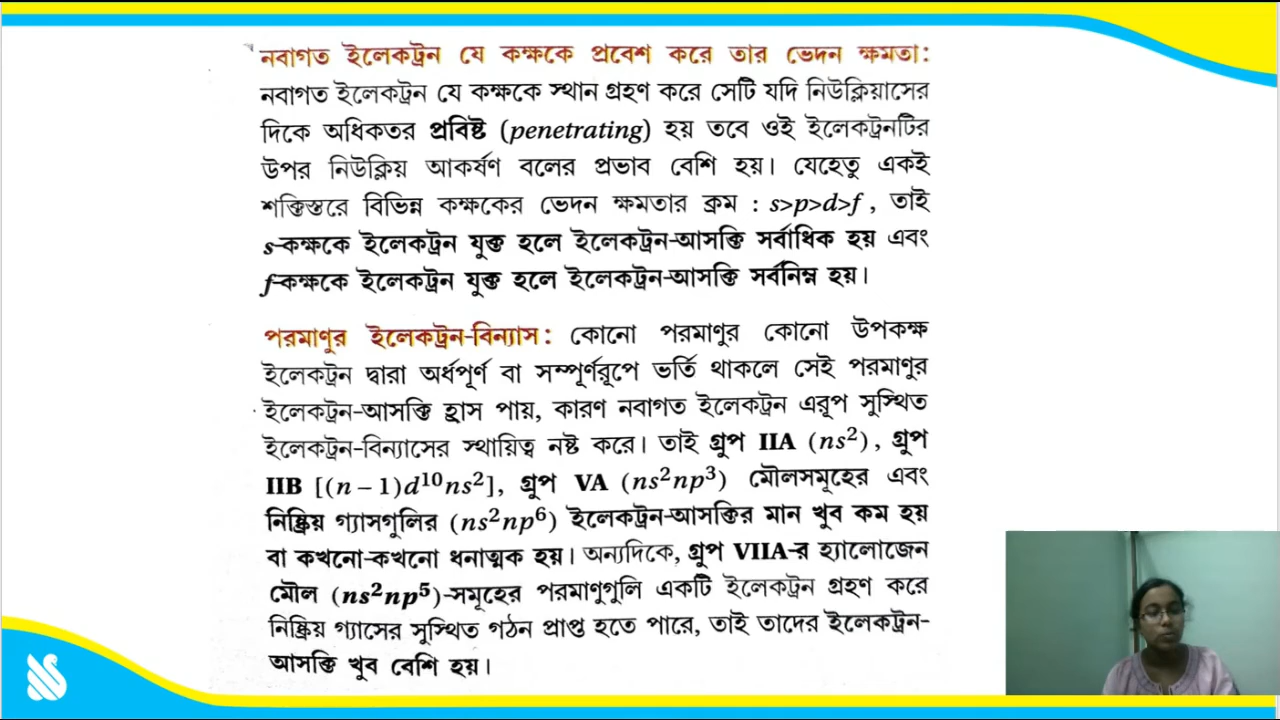 নবাগত ইলেকট্রন যে কক্ষকে প্রবেশ করে তার ভেদন ক্ষমতা:
নবাগত ইলেকট্রন যে কক্ষকে স্থান গ্রহণ করে সেটি যদি নিউক্লিয়াসের
দিকে অধিকতর প্রবিষ্ট (penetrating) হয় তবে ওই ইলেকট্রনটির
উপর নিউক্লিয় আকর্ষণ বলের প্রভাব বেশি হয়। যেহেতু একই
শক্তিস্তরে বিভিন্ন কক্ষকের ভেদন ক্ষমতার ক্রম : s>p>d>f , তাই
s-কক্ষকে ইলেকট্রন যুক্ত হলে ইলেকট্রন-আসক্তি সর্বাধিক হয় এবং
f-কক্ষকে ইলেকট্রন যুক্ত হলে ইলেকট্রন-আসক্তি সর্বনিম্ন হয়।
পরমাণুর ইলেকট্রন-বিন্যাস: কোনো পরমাণুর কোনো উপকক্ষ
ইলেকট্রন দ্বারা অর্ধপূর্ণ বা সম্পূর্ণরূপে ভর্তি থাকলে সেই পরমাণুর
ইলেকট্রন-আসক্তি হ্রাস পায়, কারণ নবাগত ইলেকট্রন এরূপ সুস্থিত
ইলেকট্রন-বিন্যাসের স্থায়িত্ব নষ্ট করে। তাই গ্রুপ IIA (ns²), গ্রুপ
IIB [(n – 1)d¹⁰ns²], গ্রুপ VA (ns²np³) মৌলসমূহের এবং
নিষ্ক্রিয় গ্যাসগুলির (ns²np⁶) ইলেকট্রন-আসক্তির মান খুব কম হয়
বা কখনো-কখনো ধনাত্মক হয়। অন্যদিকে, গ্রুপ VIIA-র হ্যালোজেন
মৌল (ns²np⁵)-সমূহের পরমাণুগুলি একটি ইলেকট্রন গ্রহণ করে
নিষ্ক্রিয় গ্যাসের সুস্থিত গঠন প্রাপ্ত হতে পারে, তাই তাদের ইলেকট্রন-
আসক্তি খুব বেশি হয়।